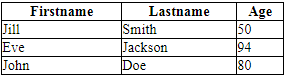 Firstname Lastname Age
Jill Smith 50
Eve Jackson 94
John Doe 80